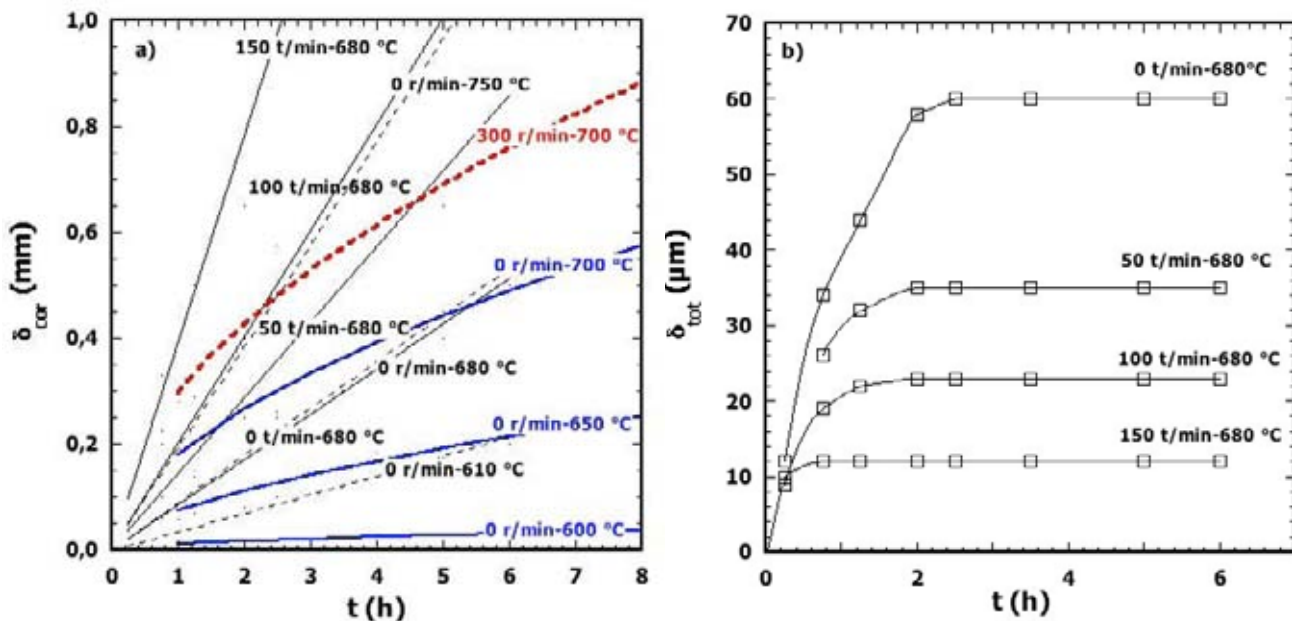 a)
150 t/min-680 °C
0 r/min-750 °C
300 r/min-700 °C
100 t/min-680 °C
0 r/min-700 °C
50 t/min-680 °C
0 r/min-680 °C
0 t/min-680 °C
0 r/min-650 °C
0 r/min-610 °C
0 r/min-600 °C
1,0
0,8
0,6
0,4
0,2
0,0
δcor (mm)
0 1 2 3 4 5 6 7 8
t (h)
b)
0 t/min-680°C
50 t/min-680 °C
100 t/min-680 °C
150 t/min-680 °C
70
60
50
40
30
20
10
0
δtot (µm)
0 2 4 6
t (h)